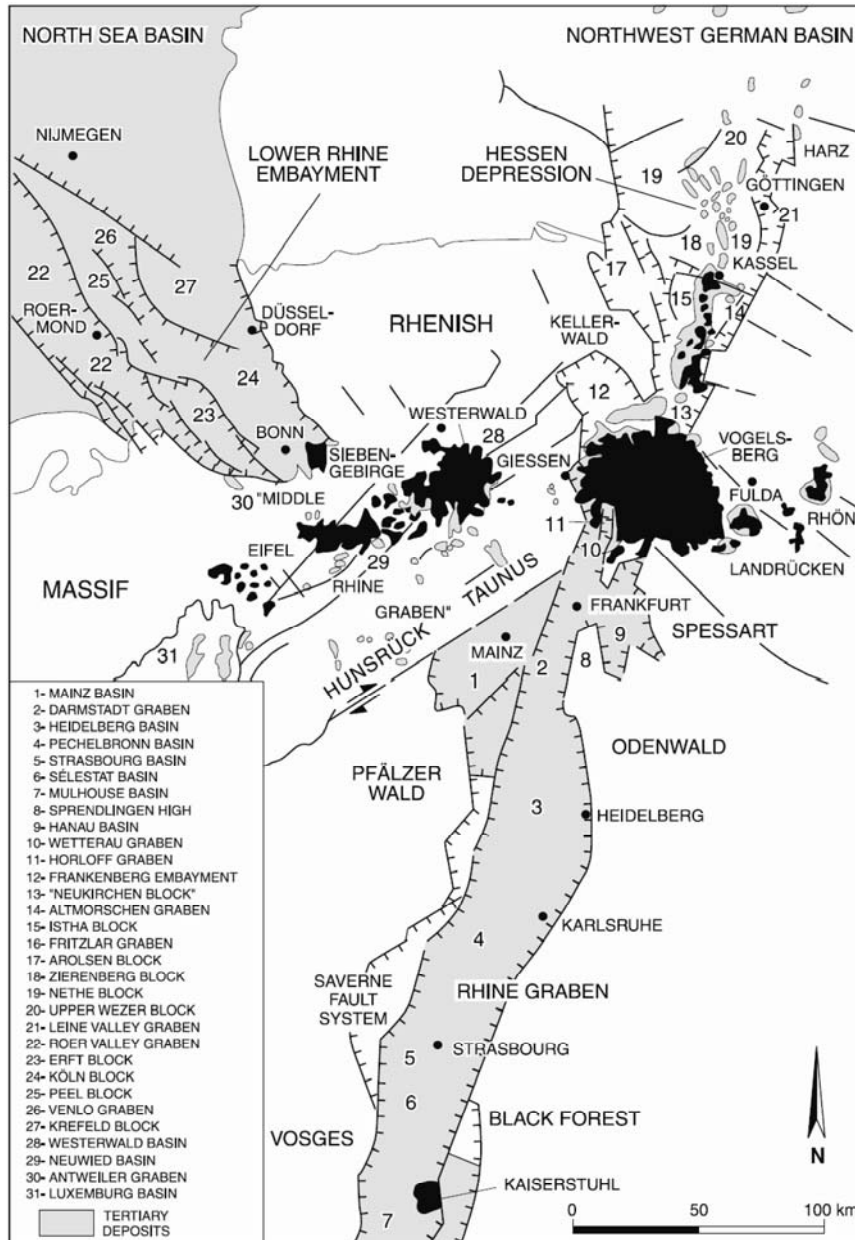 NORTH SEA BASIN
NORTHWEST GERMAN BASIN
NIJMEGEN
LOWER RHINE
EMBAYMENT
HESSEN
DEPRESSION
20
HARZ
19
GÖTTINGEN
21
26
22
25
27
18
19
17
KASSEL
ROER-
MOND
DÜSSEL-
DORF
15
14
RHENISH
KELLER-
WALD
22
24
12
23
WESTERWALD
13
BONN
SIEBEN-
GEBIRGE
28
GIESSEN
VOGELS-
BERG
FULDA
30
"MIDDLE
RHÖN
11
EIFEL
29
10
LANDRÜCKEN
MASSIF
RHINE
TAUNUS
GRABEN"
FRANKFURT
9
SPESSART
HUNSRÜCK
MAINZ
31
1
2
8
PFÄLZER
WALD
ODENWALD
3
HEIDELBERG
4
KARLSRUHE
SAVERNE
FAULT
SYSTEM
RHINE GRABEN
5
STRASBOURG
6
VOSGES
BLACK FOREST
KAISERSTUHL
7
N
0
50
100 km
1- MAINZ BASIN
2- DARMSTADT GRABEN
3- HEIDELBERG BASIN
4- PECHELBRONN BASIN
5- STRASBOURG BASIN
6- SÉLESTAT BASIN
7- MULHOUSE BASIN
8- SPRENDLINGEN HIGH
9- HANAU BASIN
10- WETTERAU GRABEN
11- HORLOFF GRABEN
12- FRANKENBERG EMBAYMENT
13- "NEUKIRCHEN BLOCK"
14- ALTMORSCHEN GRABEN
15- ISTHA BLOCK
16- FRITZLAR GRABEN
17- AROLSEN BLOCK
18- ZIERENBERG BLOCK
19- NETHE BLOCK
20- UPPER WEZER BLOCK
21- LEINE VALLEY GRABEN
22- ROER VALLEY GRABEN
23- ERFT BLOCK
24- KÖLN BLOCK
25- PEEL BLOCK
26- VENLO GRABEN
27- KREFELD BLOCK
28- WESTERWALD BASIN
29- NEUWIED BASIN
30- ANTWEILER GRABEN
31- LUXEMBURG BASIN
TERTIARY
DEPOSITS